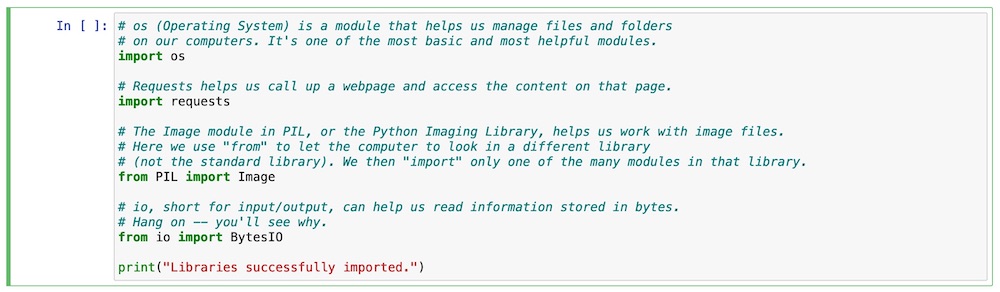 In [ ]: # os (Operating System) is a module that helps us manage files and folders
# on our computers. It's one of the most basic and most helpful modules.
import os
# Requests helps us call up a webpage and access the content on that page.
import requests
# The Image module in PIL, or the Python Imaging Library, helps us work with image files.
# Here we use "from" to let the computer to look in a different library
# (not the standard library). We then "import" only one of the many modules in that library.
from PIL import Image
# io, short for input/output, can help us read information stored in bytes.
# Hang on -- you'll see why.
from io import BytesIO
print("Libraries successfully imported.")